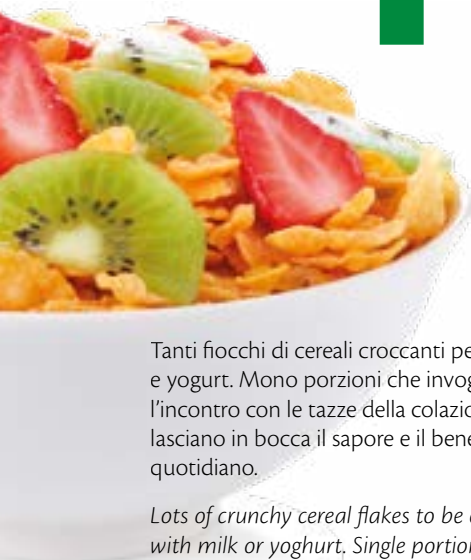 Tanti fiocchi di cereali croccanti pe
e yogurt. Mono porzioni che invog
l’incontro con le tazze della colazio
lasciano in bocca il sapore e il bene
quotidiano.
Lots of crunchy cereal flakes to be
with milk or yoghurt. Single portion